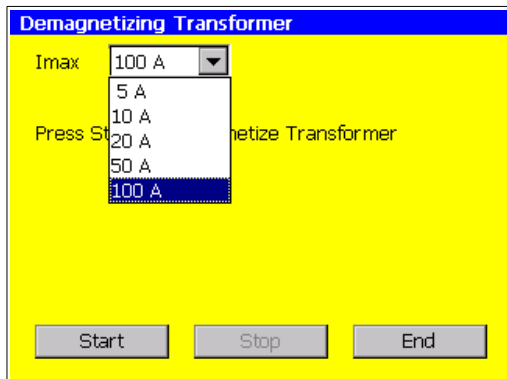 Demagnetizing Transformer
Imax 100 A
5 A
10 A
Press St netize Transformer
20 A
50 A
100 A
Start Stop End